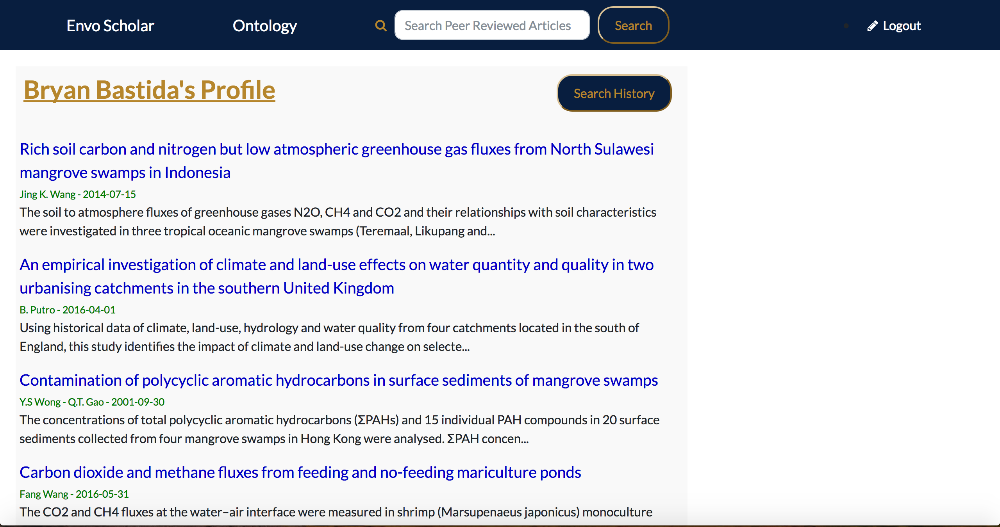 Envo Scholar Ontology Search Peer Reviewed Articles Search Logout
Bryan Bastida's Profile Search History
Rich soil carbon and nitrogen but low atmospheric greenhouse gas fluxes from North Sulawesi
mangrove swamps in Indonesia
Jing K. Wang - 2014-07-15
The soil to atmosphere fluxes of greenhouse gases N2O, CH4 and CO2 and their relationships with soil characteristics
were investigated in three tropical oceanic mangrove swamps (Teremaal, Likupang and...
An empirical investigation of climate and land-use effects on water quantity and quality in two
urbanising catchments in the southern United Kingdom
B. Putro - 2016-04-01
Using historical data of climate, land-use, hydrology and water quality from four catchments located in the south of
England, this study identifies the impact of climate and land-use change on selecte...
Contamination of polycyclic aromatic hydrocarbons in surface sediments of mangrove swamps
Y.S Wong - Q.T. Gao - 2001-09-30
The concentrations of total polycyclic aromatic hydrocarbons (ΣPAHs) and 15 individual PAH compounds in 20 surface
sediments collected from four mangrove swamps in Hong Kong were analysed. ΣPAH concen...
Carbon dioxide and methane fluxes from feeding and no-feeding mariculture ponds
Fang Wang - 2016-05-31
The CO2 and CH4 fluxes at the water–air interface were measured in shrimp (Marsupenaeus japonicus) monoculture